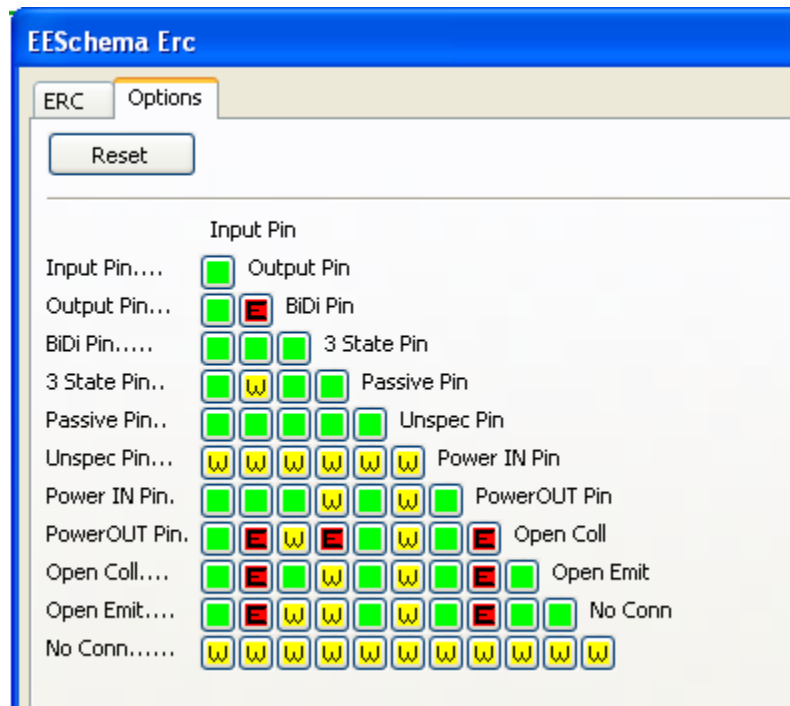 EESchema Erc
ERC Options
Reset
Input Pin
Input Pin.... Output Pin
Output Pin... E BiDi Pin
BiDi Pin..... 3 State Pin
3 State Pin.. W Passive Pin
Passive Pin.. Unspec Pin
Unspec Pin... W W W W W W Power IN Pin
Power IN Pin. W W PowerOUT Pin
PowerOUT Pin. E W E W E Open Coll
Open Coll.... E W W E Open Emit
Open Emit.... E W W W E No Conn
No Conn...... W W W W W W W W W W W